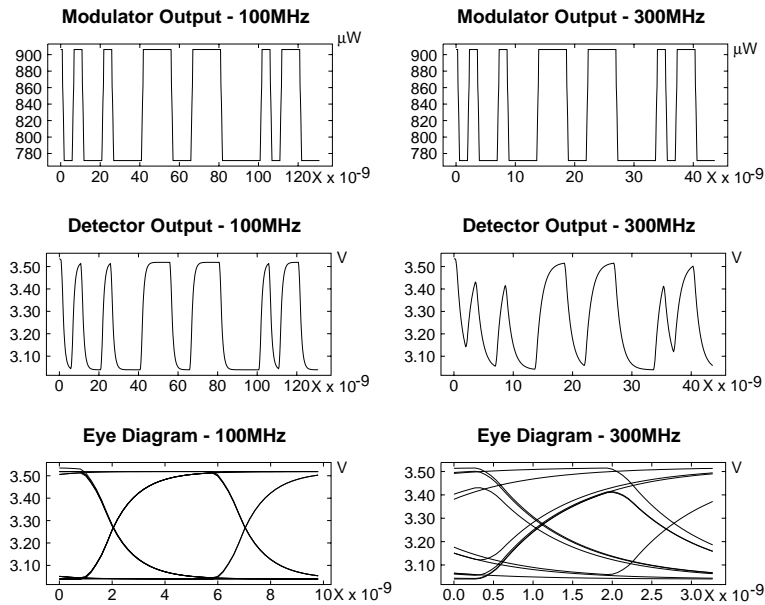 Modulator Output - 100MHz
µW
900
880
860
840
820
800
780
0 20 40 60 80 100 120X x 10-9
Modulator Output - 300MHz
µW
900
880
860
840
820
800
780
0 10 20 30 40 X x 10-9
Detector Output - 100MHz
V
3.50
3.40
3.30
3.20
3.10
0 20 40 60 80 100 120 X x 10-9
Detector Output - 300MHz
V
3.50
3.40
3.30
3.20
3.10
0 10 20 30 40 X x 10-9
Eye Diagram - 100MHz
V
3.50
3.40
3.30
3.20
3.10
0 2 4 6 8 10X x 10-9
Eye Diagram - 300MHz
V
3.50
3.40
3.30
3.20
3.10
0.0 0.5 1.0 1.5 2.0 2.5 3.0 X x 10-9